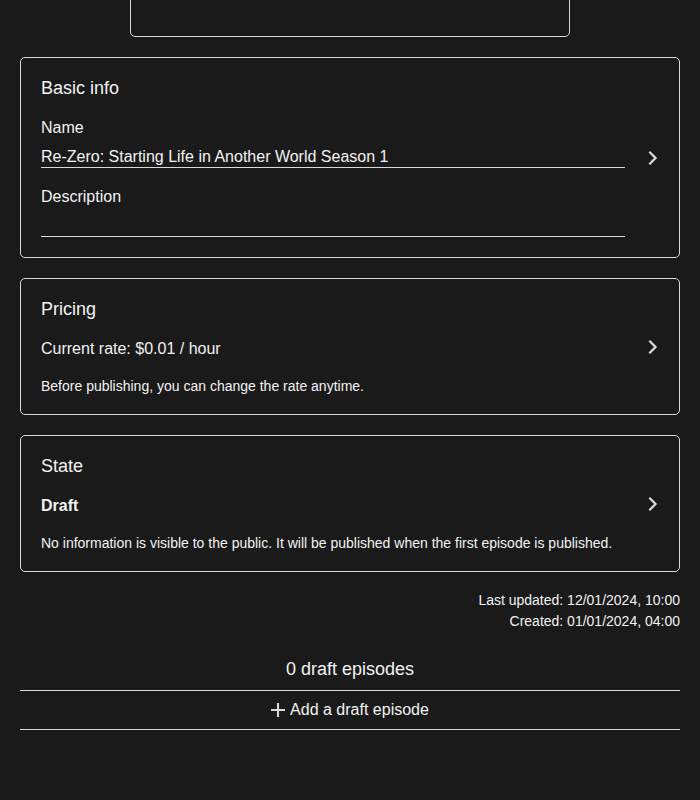 Basic info
Name
Re-Zero: Starting Life in Another World Season 1
Description
Pricing
Current rate: $0.01 / hour
Before publishing, you can change the rate anytime.
State
Draft
No information is visible to the public. It will be published when the first episode is published.
Last updated: 12/01/2024, 10:00
Created: 01/01/2024, 04:00
0 draft episodes
Add a draft episode